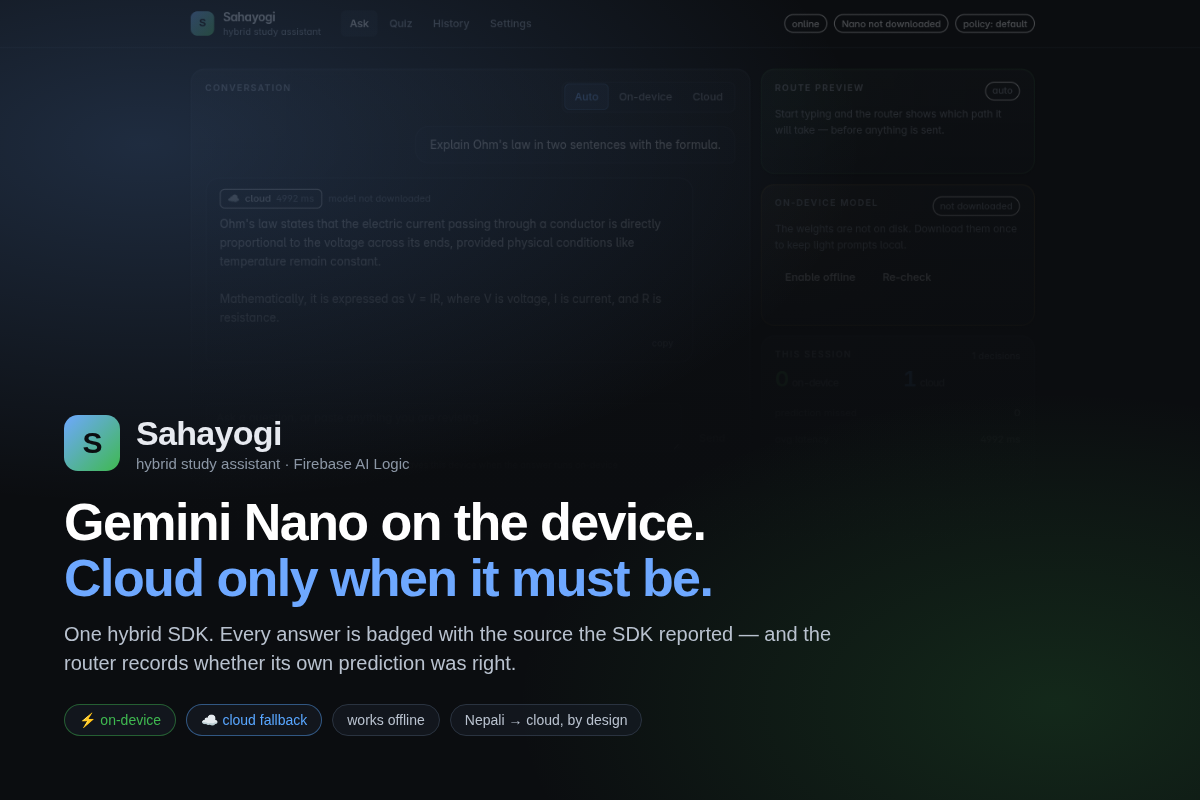 S
Sahayogi
hybrid study assistant
Ask
Quiz
History
Settings
online
Nano not downloaded
policy: default
CONVERSATION
Auto
On-device
Cloud
Explain Ohm's law in two sentences with the formula.
☁️ cloud 4992 ms
model not downloaded
Ohm's law states that the electric current passing through a conductor is directly
proportional to the voltage across its ends, provided physical conditions like
temperature remain constant.
Mathematically, it is expressed as V = IR, where V is voltage, I is current, and R is
resistance.
ROUTE PREVIEW
auto
Start typing and the router shows which path it
will take — before anything is sent.
ON-DEVICE MODEL
not downloaded
The weights are not on disk. Download them once
to keep light prompts local.
Enable offline
Re-check
THIS SESSION
0
1 cloud
0
S
Sahayogi
hybrid study assistant · Firebase AI Logic
Gemini Nano on the device.
Cloud only when it must be.
One hybrid SDK. Every answer is badged with the source the SDK reported — and the
router records whether its own prediction was right.
⚡ on-device
☁️ cloud fallback
works offline
Nepali → cloud, by design